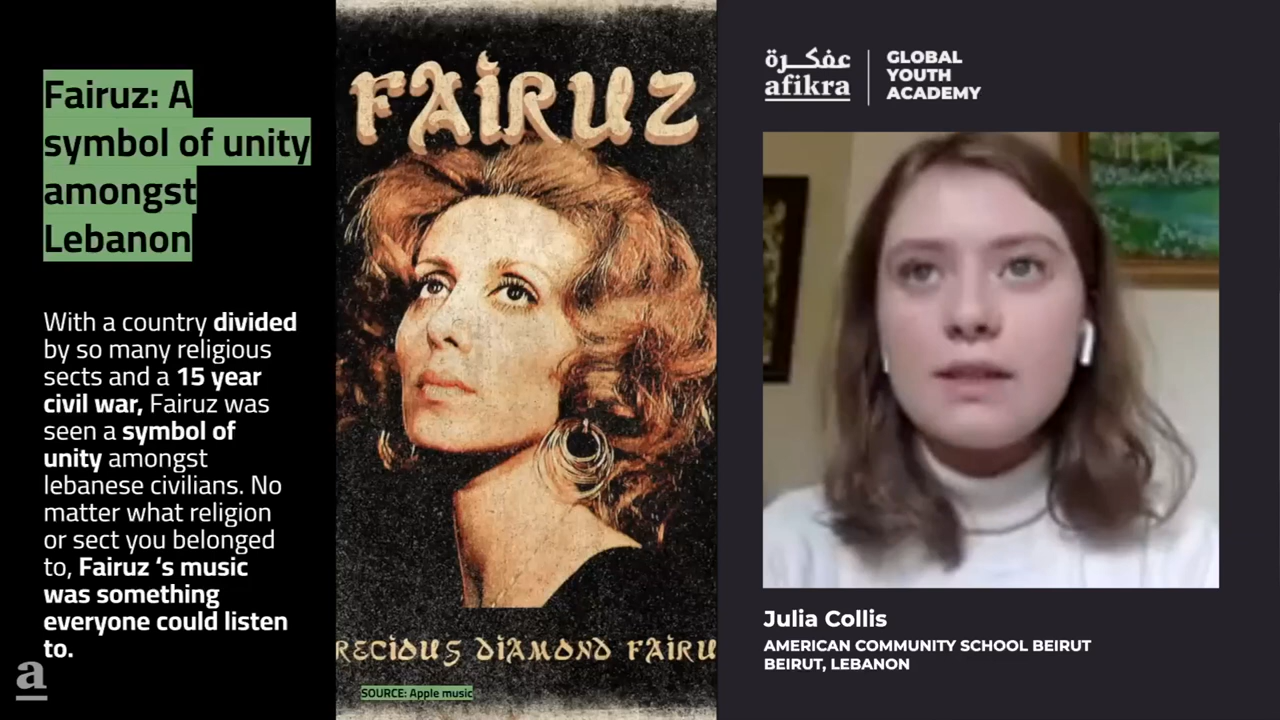 Fairuz: A
symbol of unity
amongst
Lebanon
With a country divided
by so many religious
sects and a 15 year
civil war, Fairuz was
seen a symbol of
unity amongst
lebanese civilians. No
matter what religion
or sect you belonged
to, Fairuz ‘s music
was something
everyone could listen
to.
a
FAIRUZ
RECIOUS DIAMOND FAIRU
SOURCE: Apple music
عفكرة
afikra
GLOBAL
YOUTH
ACADEMY
Julia Collis
AMERICAN COMMUNITY SCHOOL BEIRUT
BEIRUT, LEBANON